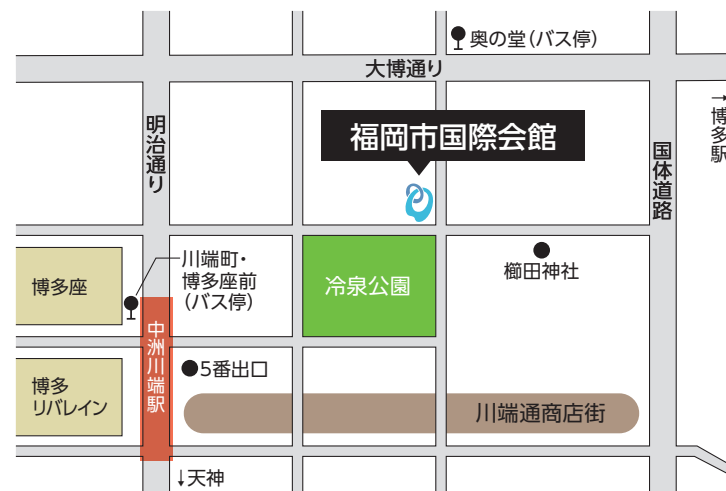 奥の堂(バス停)
大博通り
→博多駅
明治通り
福岡市国際会館
国体道路
川端町・
博多座前
(バス停)
博多座
冷泉公園
櫛田神社
中洲川端駅
5番出口
博多
リバレイン
川端通商店街
↓天神